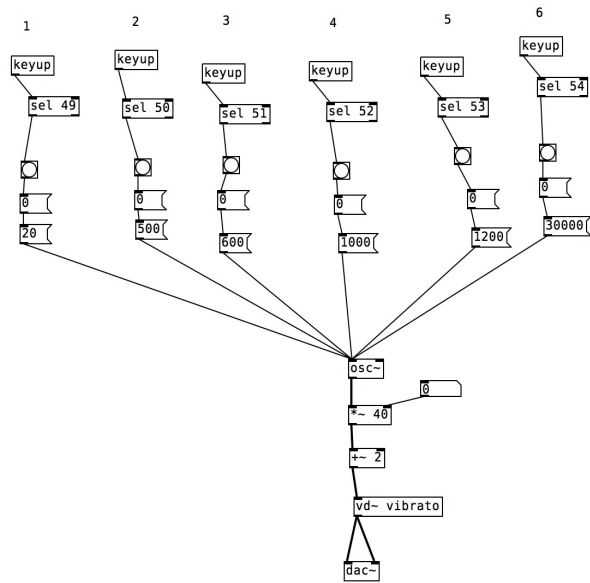 1 2 3 4 5 6
keyup keyup keyup keyup keyup keyup
sel 49 sel 50 sel 51 sel 52 sel 53 sel 54
0 0 0 0 0 0
20 500 600 1000 1200 30000
osc~
0
*~ 40
+~ 2
vd~ vibrato
dac~